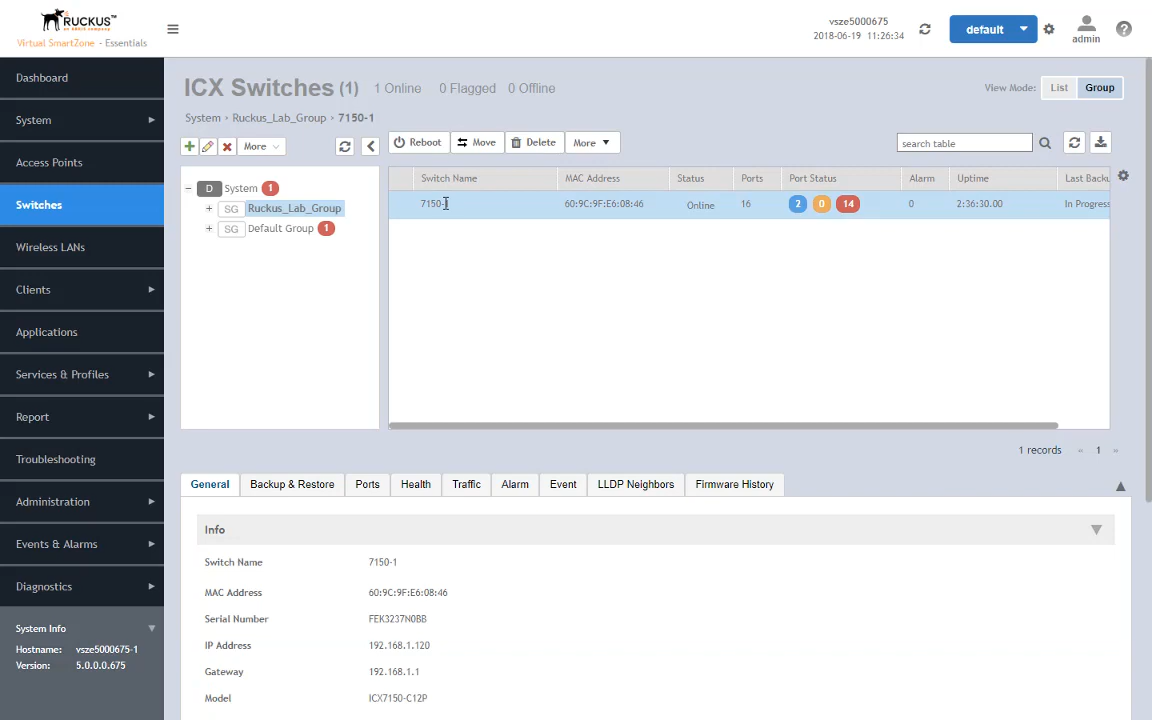 RUCKUS™
Virtual SmartZone - Essentials
vsze5000675
2018-06-19 11:26:34
default
admin
?
Dashboard
System
Access Points
Switches
Wireless LANs
Clients
Applications
Services & Profiles
Report
Troubleshooting
Administration
Events & Alarms
Diagnostics
System Info
Hostname: vsze5000675-1
Version: 5.0.0.0.675
ICX Switches (1) 1 Online 0 Flagged 0 Offline
View Mode: List Group
System › Ruckus_Lab_Group › 7150-1
More
Reboot Move Delete More
search table
D System 1
SG Ruckus_Lab_Group
SG Default Group 1
Switch Name MAC Address Status Ports Port Status Alarm Uptime Last Backu
7150- 60:9C:9F:E6:08:46 Online 16 2 0 14 0 2:36:30.00 In Progress
1 records « 1 »
General Backup & Restore Ports Health Traffic Alarm Event LLDP Neighbors Firmware History
Info
Switch Name 7150-1
MAC Address 60:9C:9F:E6:08:46
Serial Number FEK3237N0BB
IP Address 192.168.1.120
Gateway 192.168.1.1
Model ICX7150-C12P